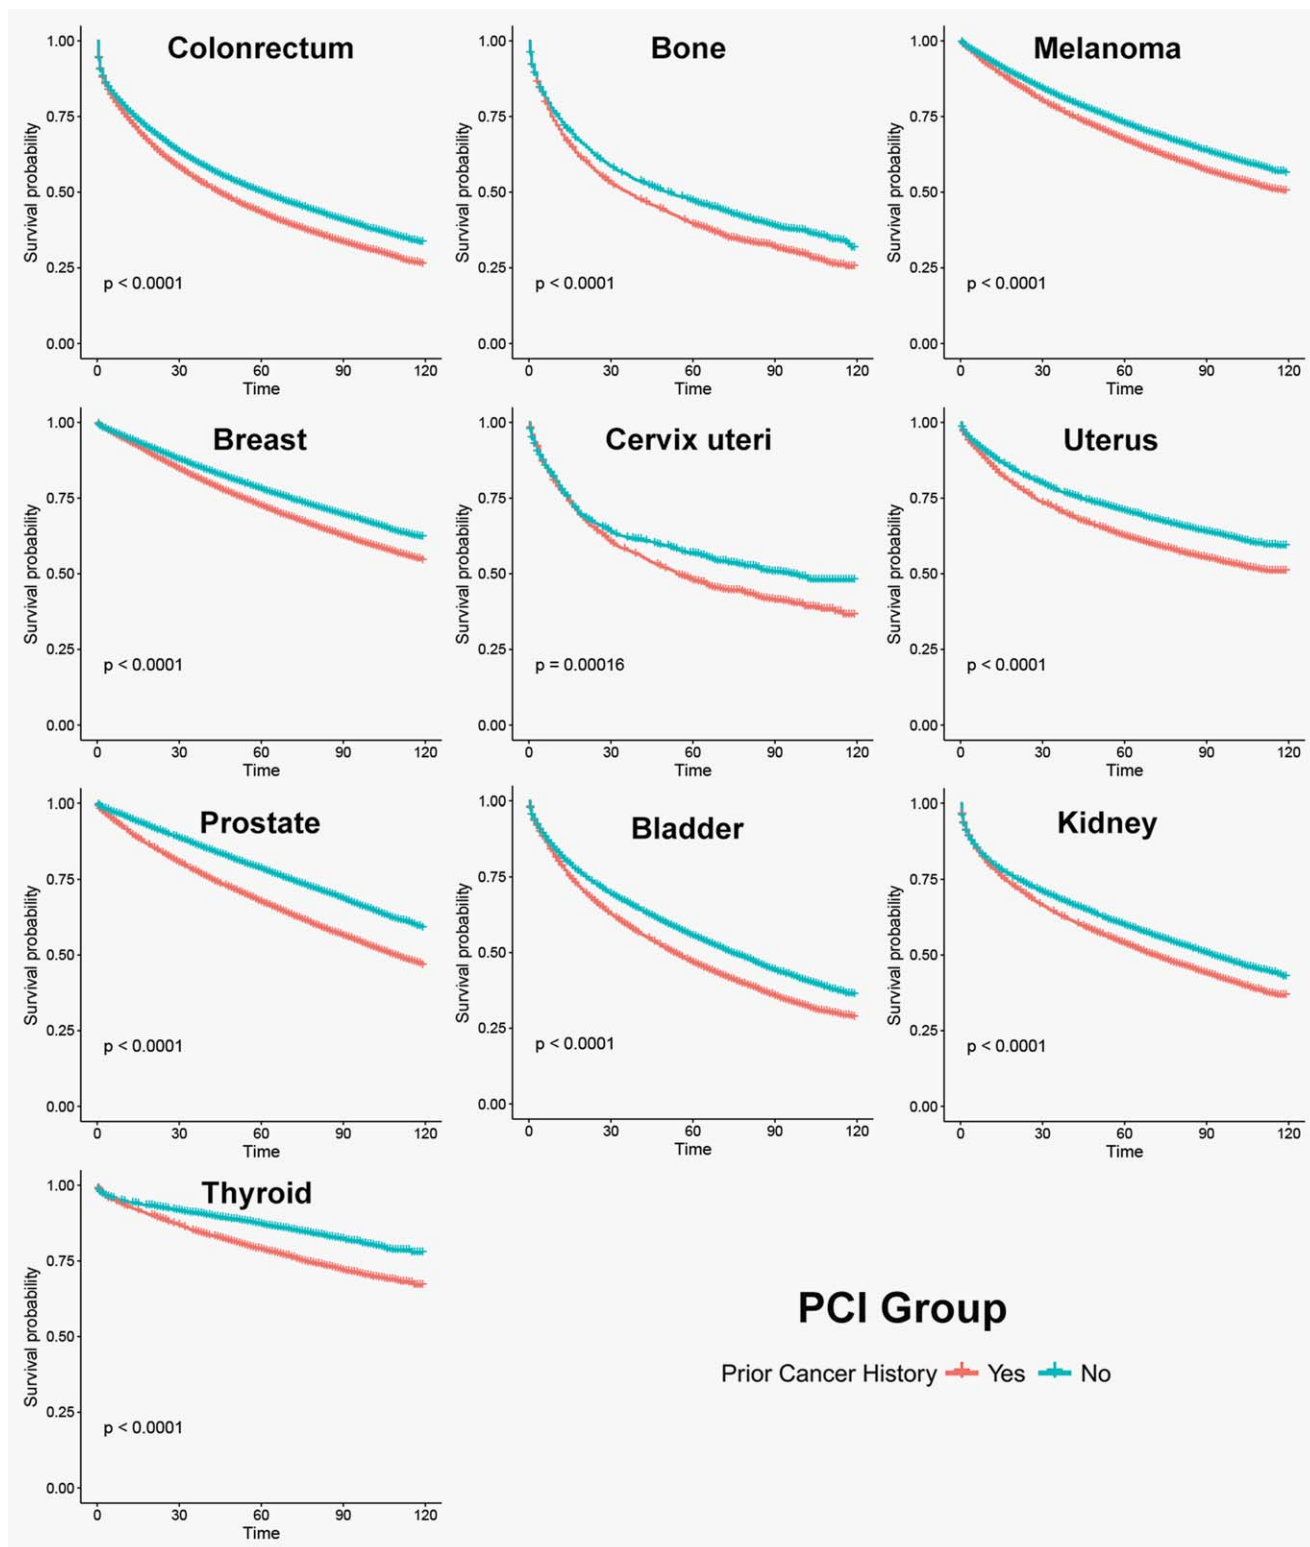 Colonrectum
Survival probability
1.00
0.75
0.50
0.25
0.00
p < 0.0001
0 30 60 90 120
Time
Bone
Survival probability
1.00
0.75
0.50
0.25
0.00
p < 0.0001
0 30 60 90 120
Time
Melanoma
Survival probability
1.00
0.75
0.50
0.25
0.00
p < 0.0001
0 30 60 90 120
Time
Breast
Survival probability
1.00
0.75
0.50
0.25
0.00
p < 0.0001
0 30 60 90 120
Time
Cervix uteri
Survival probability
1.00
0.75
0.50
0.25
0.00
p = 0.00016
0 30 60 90 120
Time
Uterus
Survival probability
1.00
0.75
0.50
0.25
0.00
p < 0.0001
0 30 60 90 120
Time
Prostate
Survival probability
1.00
0.75
0.50
0.25
0.00
p < 0.0001
0 30 60 90 120
Time
Bladder
Survival probability
1.00
0.75
0.50
0.25
0.00
p < 0.0001
0 30 60 90 120
Time
Kidney
Survival probability
1.00
0.75
0.50
0.25
0.00
p < 0.0001
0 30 60 90 120
Time
Thyroid
Survival probability
1.00
0.75
0.50
0.25
0.00
p < 0.0001
0 30 60 90 120
Time
PCI Group
Prior Cancer History Yes No